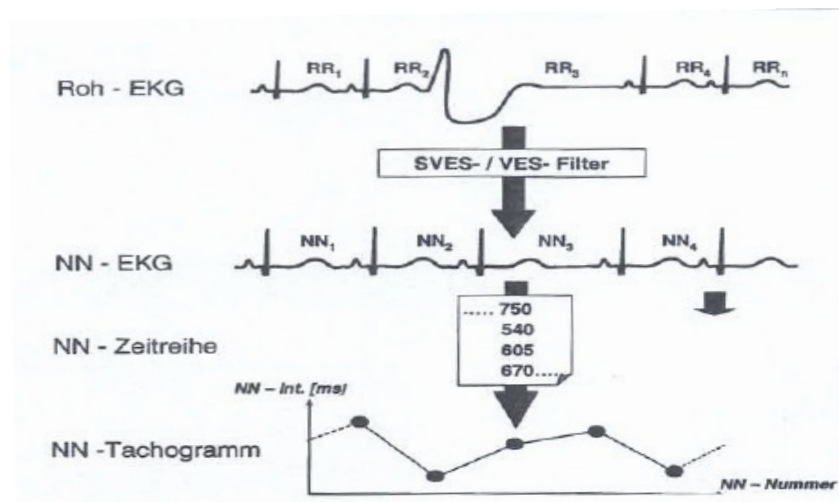 RR₁ RR₂ RR₃ RR₄ RRₙ
Roh - EKG
SVES- / VES- Filter
NN₁ NN₂ NN₃ NN₄
NN - EKG
..... 750
540
605
670.....
NN - Zeitreihe
NN – Int. [ms]
NN -Tachogramm
NN – Nummer